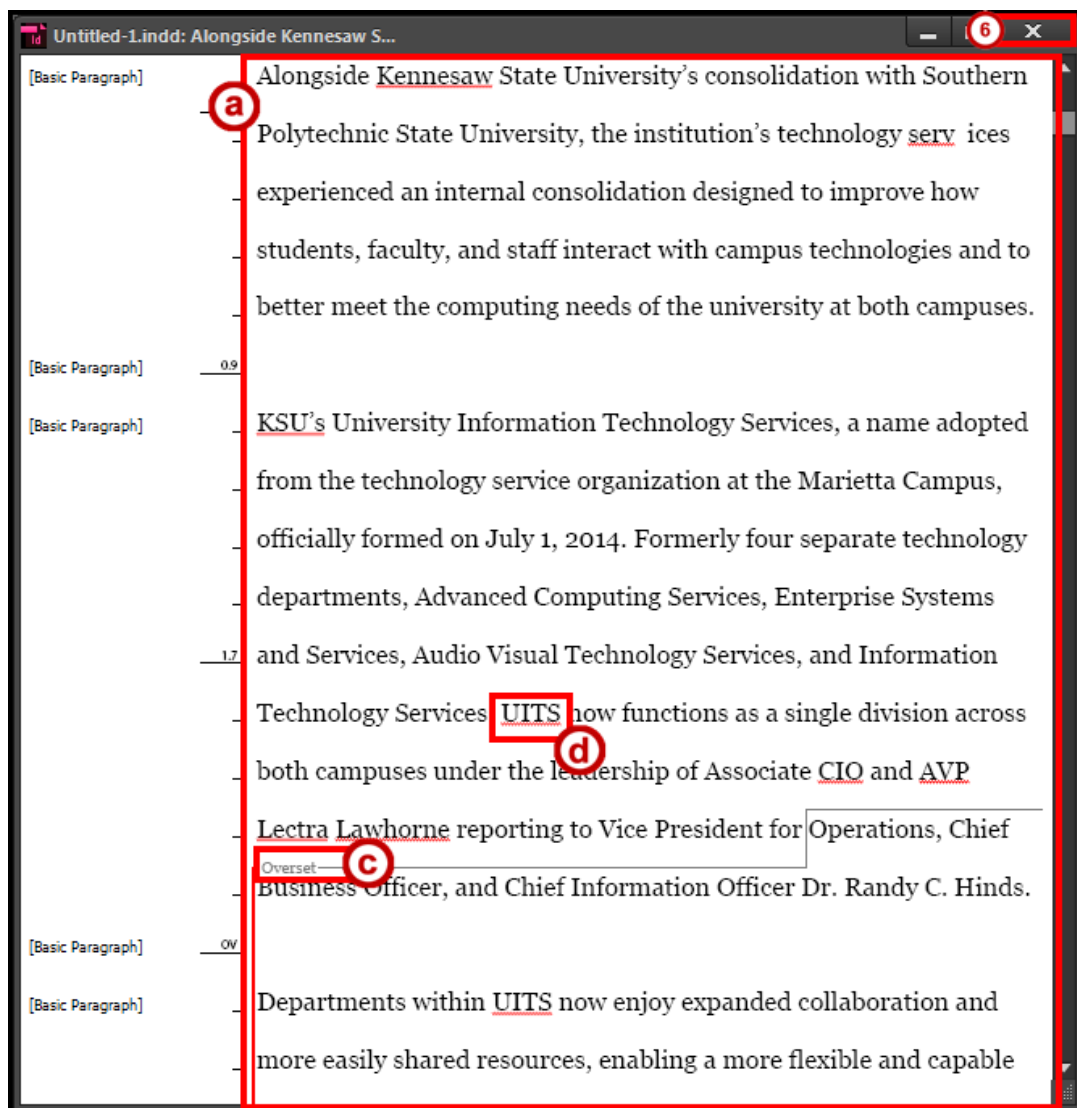 Untitled-1.indd: Alongside Kennesaw S...
6
[Basic Paragraph] Alongside Kennesaw State University’s consolidation with Southern
a
Polytechnic State University, the institution’s technology serv ices
experienced an internal consolidation designed to improve how
students, faculty, and staff interact with campus technologies and to
better meet the computing needs of the university at both campuses.
[Basic Paragraph] 0.9
[Basic Paragraph] KSU’s University Information Technology Services, a name adopted
from the technology service organization at the Marietta Campus,
officially formed on July 1, 2014. Formerly four separate technology
departments, Advanced Computing Services, Enterprise Systems
1.7 and Services, Audio Visual Technology Services, and Information
Technology Services UITS now functions as a single division across
d
both campuses under the leadership of Associate CIO and AVP
Lectra Lawhorne reporting to Vice President for Operations, Chief
Overset c
Business Officer, and Chief Information Officer Dr. Randy C. Hinds.
[Basic Paragraph] OV
[Basic Paragraph] Departments within UITS now enjoy expanded collaboration and
more easily shared resources, enabling a more flexible and capable